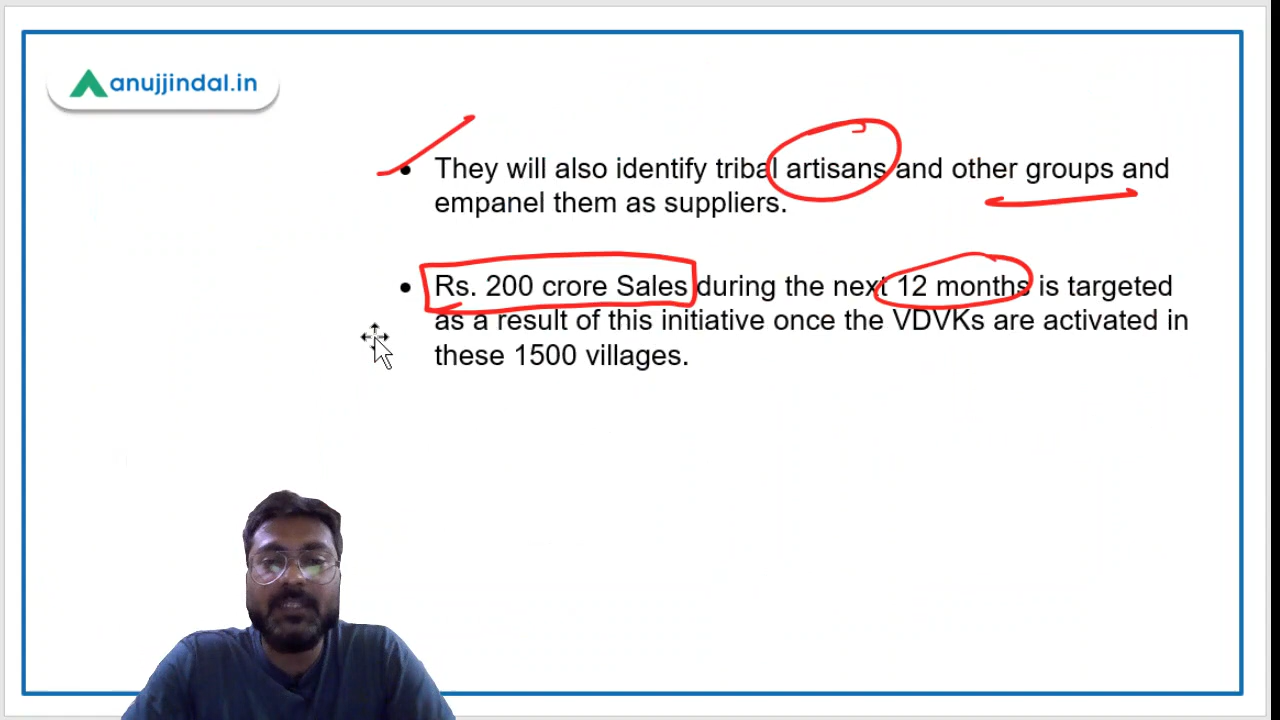 anujjindal.in
• They will also identify tribal artisans and other groups and
empanel them as suppliers.
• Rs. 200 crore Sales during the next 12 months is targeted
as a result of this initiative once the VDVKs are activated in
these 1500 villages.